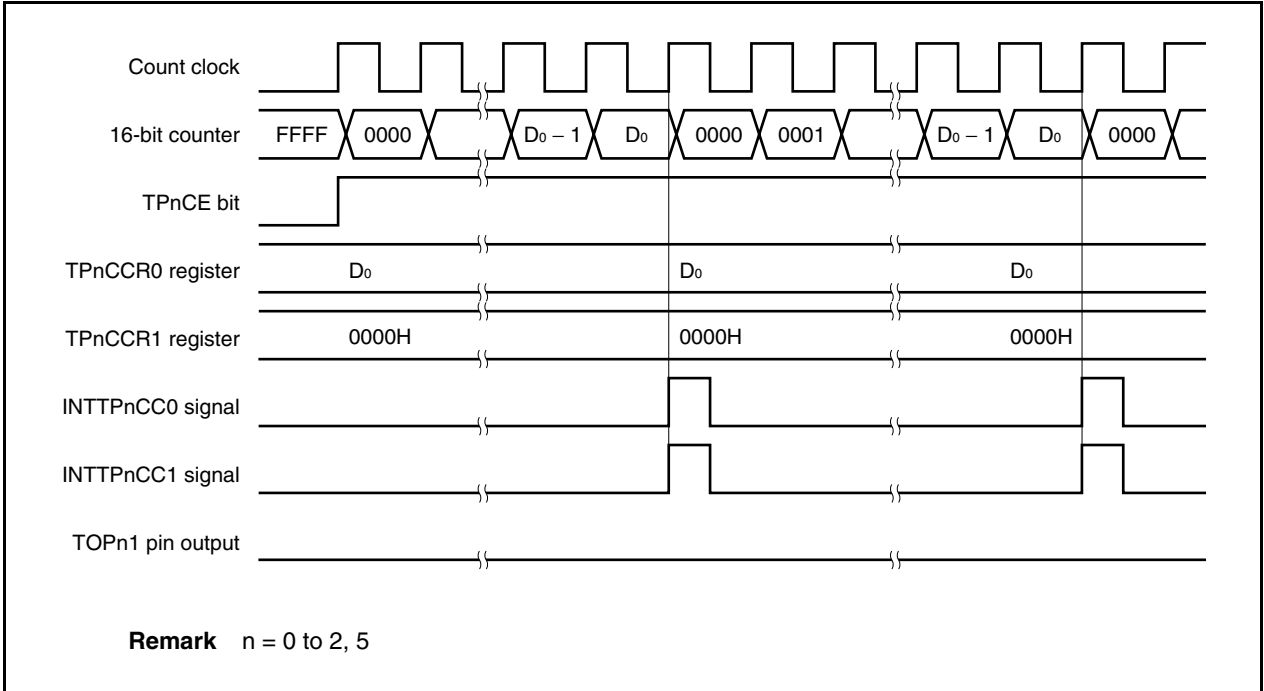 Count clock
16-bit counter FFFF 0000 D₀ − 1 D₀ 0000 0001 D₀ − 1 D₀ 0000
TPnCE bit
TPnCCR0 register D₀ D₀ D₀
TPnCCR1 register 0000H 0000H 0000H
INTTPnCC0 signal
INTTPnCC1 signal
TOPn1 pin output
Remark n = 0 to 2, 5